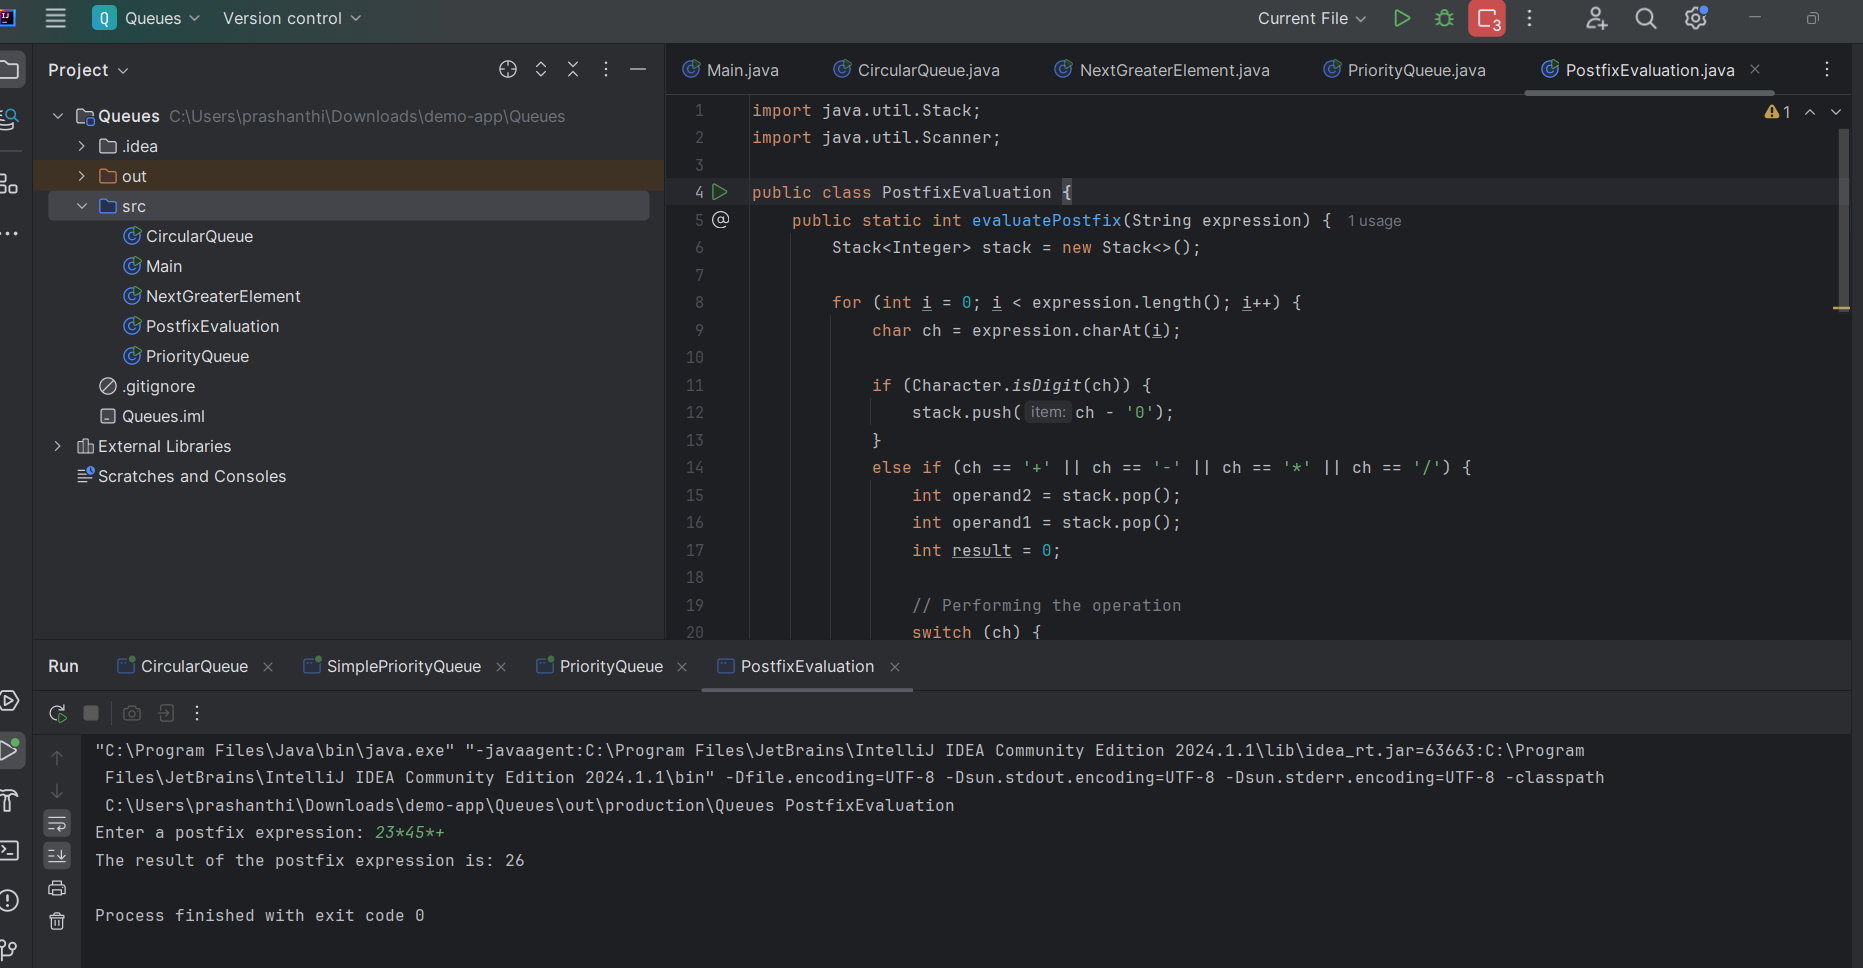 Q Queues Version control Current File 3
Project
Main.java CircularQueue.java NextGreaterElement.java PriorityQueue.java PostfixEvaluation.java
Queues C:\Users\prashanthi\Downloads\demo-app\Queues
.idea
out
src
CircularQueue
Main
NextGreaterElement
PostfixEvaluation
PriorityQueue
.gitignore
Queues.iml
External Libraries
Scratches and Consoles
1 import java.util.Stack; 1
2 import java.util.Scanner;
3
4 public class PostfixEvaluation {
5 @ public static int evaluatePostfix(String expression) { 1 usage
6 Stack<Integer> stack = new Stack<>();
7
8 for (int i = 0; i < expression.length(); i++) {
9 char ch = expression.charAt(i);
10
11 if (Character.isDigit(ch)) {
12 stack.push( item: ch - '0');
13 }
14 else if (ch == '+' || ch == '-' || ch == '*' || ch == '/') {
15 int operand2 = stack.pop();
16 int operand1 = stack.pop();
17 int result = 0;
18
19 // Performing the operation
20 switch (ch) {
Run CircularQueue SimplePriorityQueue PriorityQueue PostfixEvaluation
"C:\Program Files\Java\bin\java.exe" "-javaagent:C:\Program Files\JetBrains\IntelliJ IDEA Community Edition 2024.1.1\lib\idea_rt.jar=63663:C:\Program
Files\JetBrains\IntelliJ IDEA Community Edition 2024.1.1\bin" -Dfile.encoding=UTF-8 -Dsun.stdout.encoding=UTF-8 -Dsun.stderr.encoding=UTF-8 -classpath
C:\Users\prashanthi\Downloads\demo-app\Queues\out\production\Queues PostfixEvaluation
Enter a postfix expression: 23*45*+
The result of the postfix expression is: 26
Process finished with exit code 0